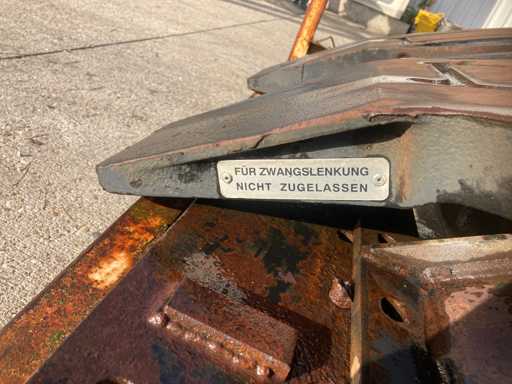 FÜR ZWANGSLENKUNG
NICHT ZUGELASSEN